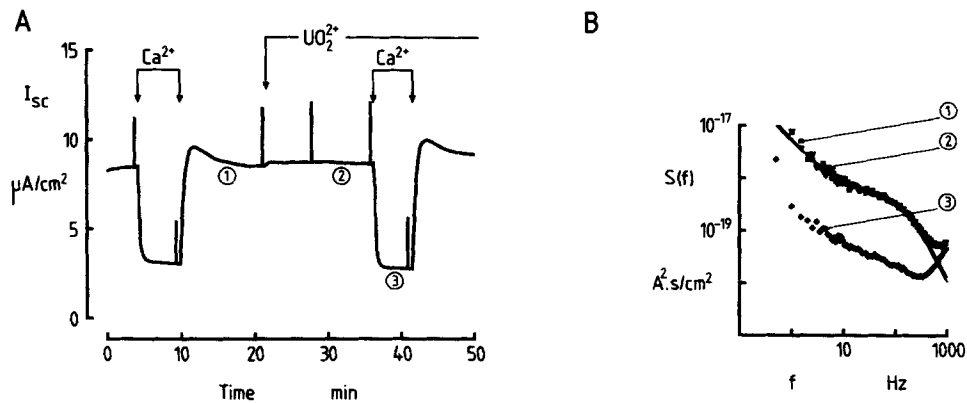 A
15
10
5
0
I_SC
μA/cm²
Ca²⁺
UO₂²⁺
Ca²⁺
①
②
③
0 10 20 30 40 50
Time min
B
10⁻¹⁷
S(f)
10⁻¹⁹
A².s/cm²
①
②
③
10 1000
f Hz